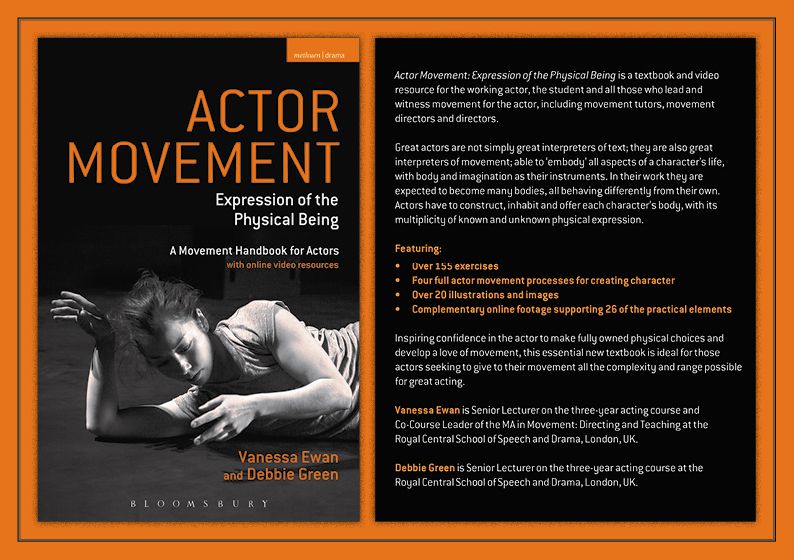 methuen | drama
ACTOR
MOVEMENT
Expression of the
Physical Being
A Movement Handbook for Actors
with online video resources
Vanessa Ewan
and Debbie Green
BLOOMSBURY
Actor Movement: Expression of the Physical Being is a textbook and video
resource for the working actor, the student and all those who lead and
witness movement for the actor, including movement tutors, movement
directors and directors.
Great actors are not simply great interpreters of text; they are also great
interpreters of movement; able to 'embody' all aspects of a character's life,
with body and imagination as their instruments. In their work they are
expected to become many bodies, all behaving differently from their own.
Actors have to construct, inhabit and offer each character's body, with its
multiplicity of known and unknown physical expression.
Featuring:
• Over 155 exercises
• Four full actor movement processes for creating character
• Over 20 illustrations and images
• Complementary online footage supporting 26 of the practical elements
Inspiring confidence in the actor to make fully owned physical choices and
develop a love of movement, this essential new textbook is ideal for those
actors seeking to give to their movement all the complexity and range possible
for great acting.
Vanessa Ewan is Senior Lecturer on the three-year acting course and
Co-Course Leader of the MA in Movement: Directing and Teaching at the
Royal Central School of Speech and Drama, London, UK.
Debbie Green is Senior Lecturer on the three-year acting course at the
Royal Central School of Speech and Drama, London, UK.